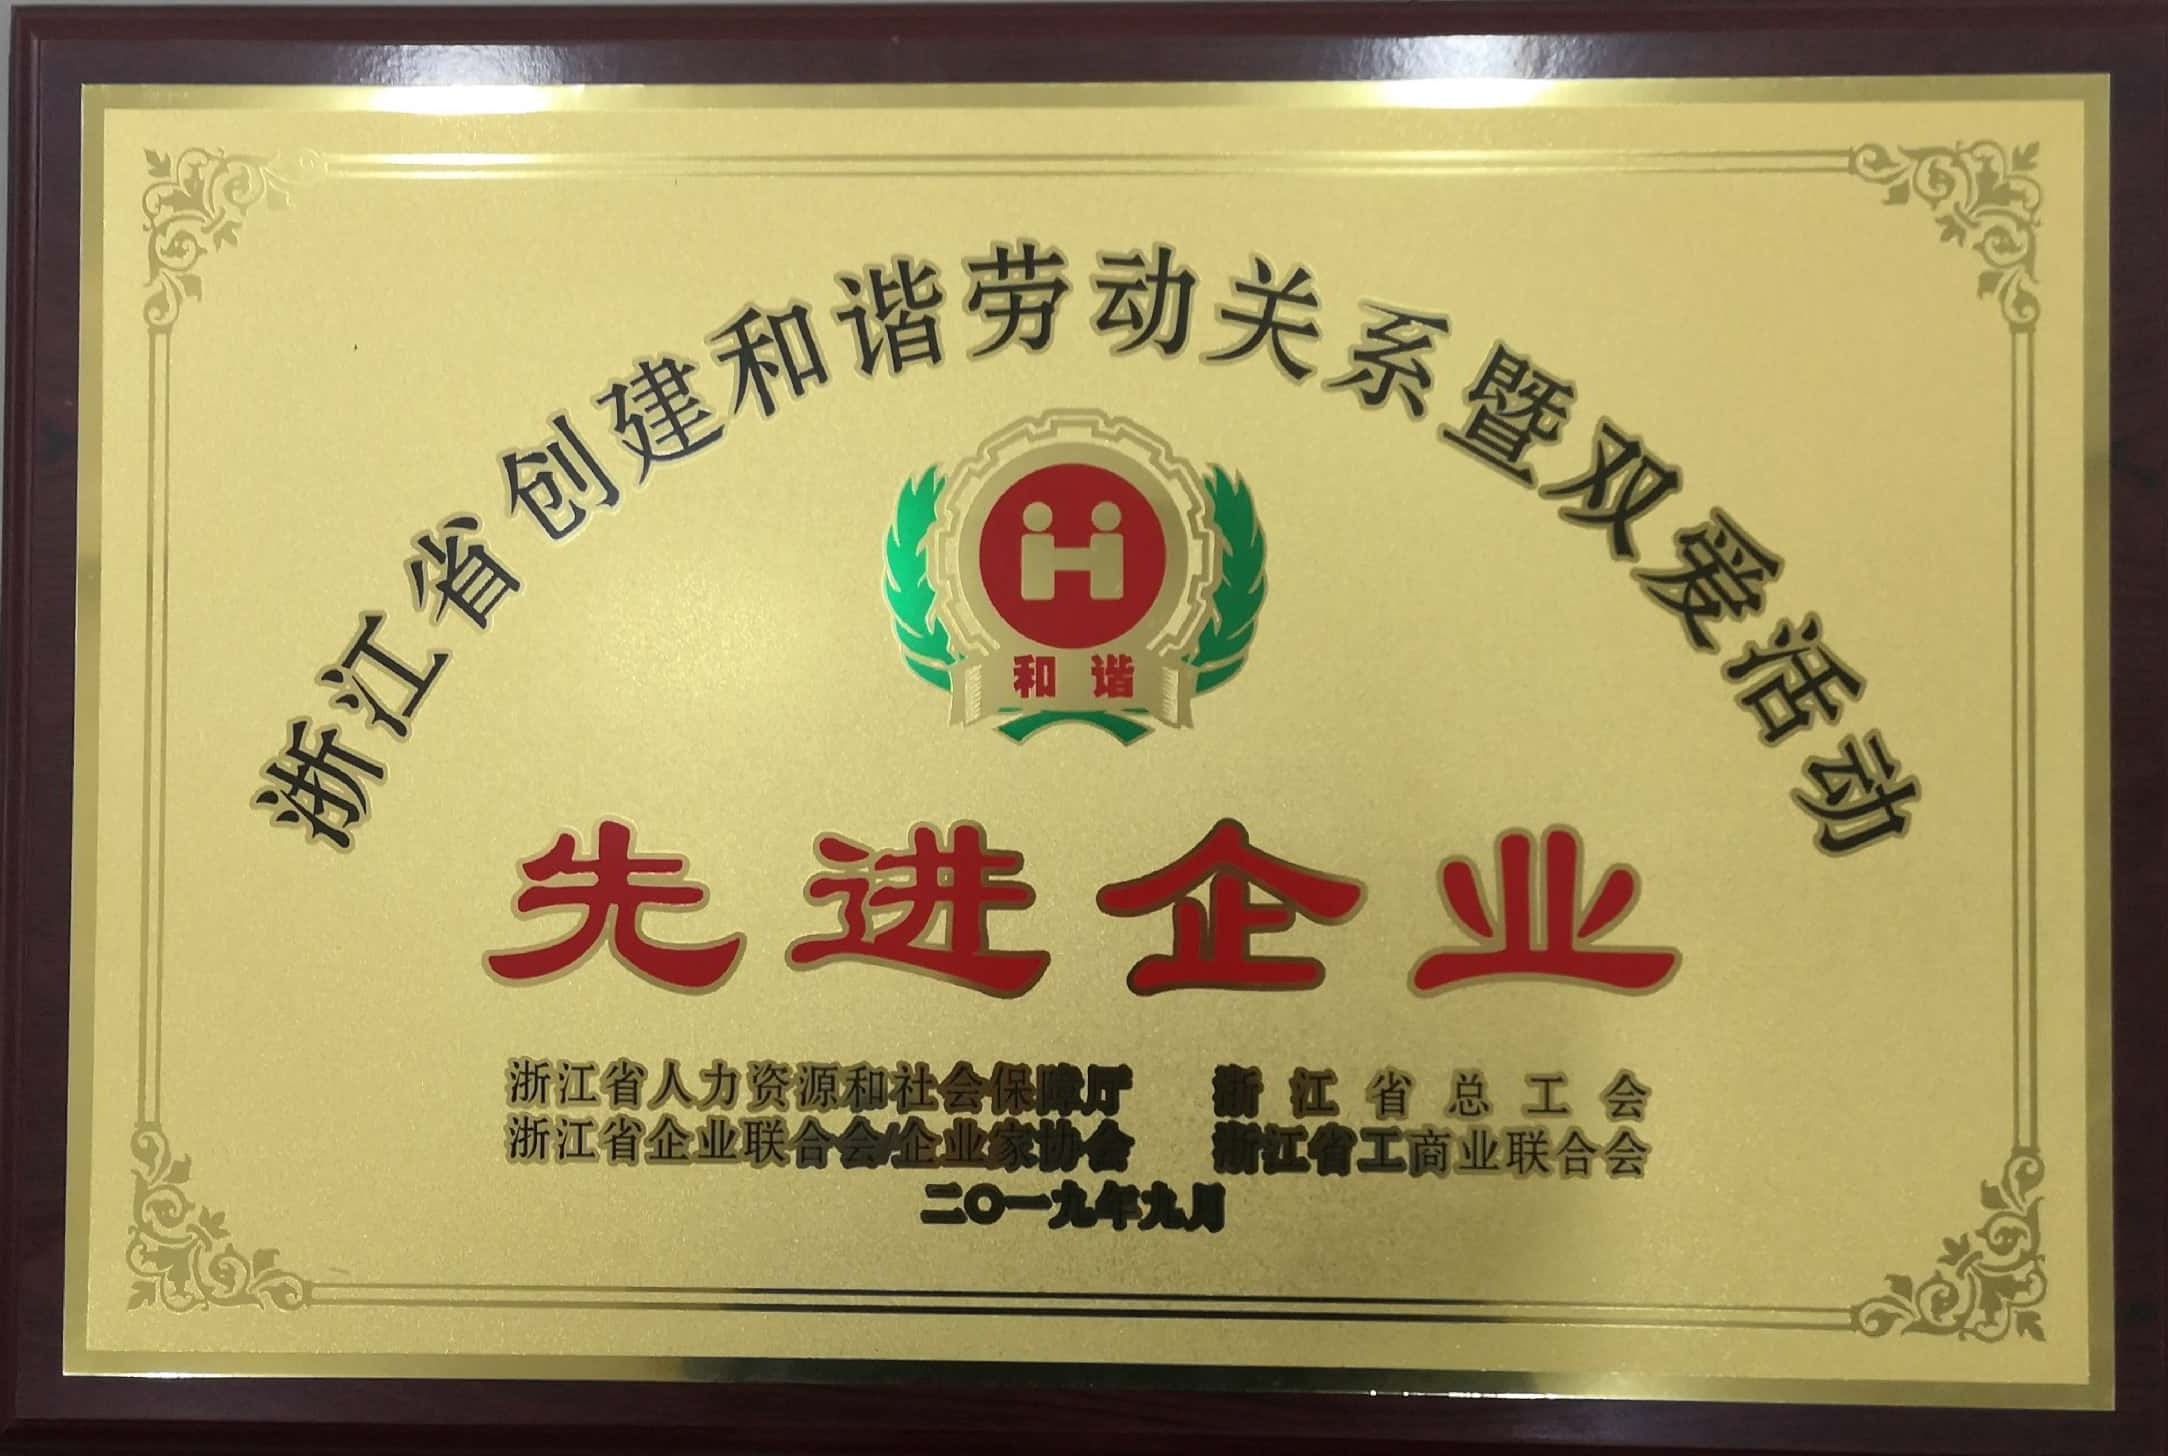 浙江省创建和谐劳动关系暨双爱活动
和谐
先进企业
浙江省人力资源和社会保障厅 浙江省总工会
浙江省企业联合会/企业家协会 浙江省工商业联合会
二〇一九年九月